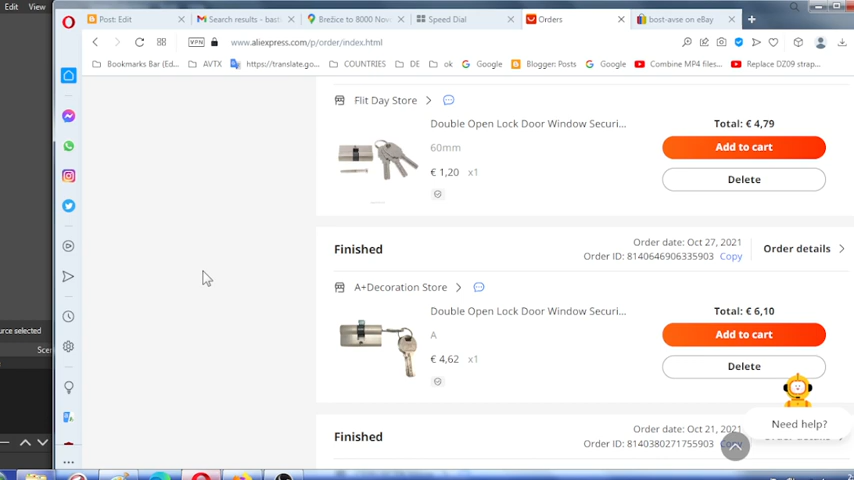 Edit View
Post: Edit
Search results - bast
Brežice to 8000 Nov
Speed Dial
Orders
bost-avse on eBay
VPN
www.aliexpress.com/p/order/index.html
Bookmarks Bar (Ed... AVTX https://translate.go... COUNTRIES DE ok Google Blogger: Posts Google Combine MP4 files... Replace DZ09 strap...
Flit Day Store
Double Open Lock Door Window Securi...
60mm
€ 1,20 x1
Total: € 4,79
Add to cart
Delete
Finished
Order date: Oct 27, 2021
Order ID: 8140646906335903 Copy
Order details
A+Decoration Store
Double Open Lock Door Window Securi...
A
€ 4,62 x1
Total: € 6,10
Add to cart
Delete
Finished
Order date: Oct 21, 2021
Order ID: 8140380271755903 Copy
Need help?
urce selected
Scen